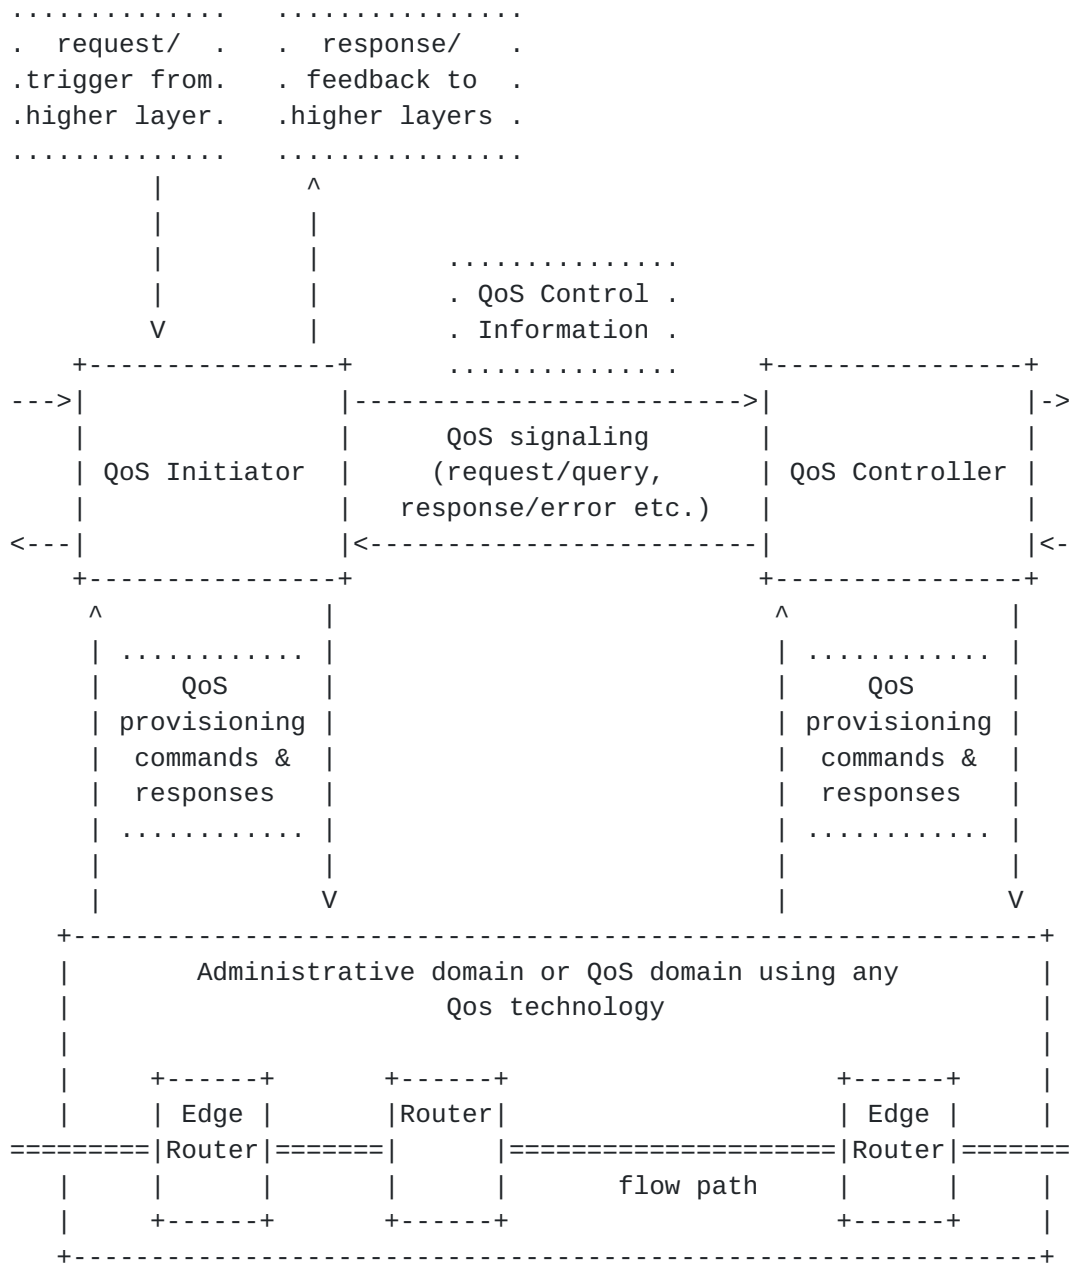 ..............   ................
.  request/  .   .  response/   .
.trigger from.   . feedback to  .
.higher layer.   .higher layers .
..............   ................
         |         ^
         |         |
         |         |        ...............
         |         |        . QoS Control .
         V         |        . Information .
    +----------------+      ...............     +----------------+
--->|                |------------------------->|                |->
    |                |      QoS signaling       |                |
    | QoS Initiator  |     (request/query,      | QoS Controller |
    |                |   response/error etc.)   |                |
<---|                |<-------------------------|                |<-
    +----------------+                          +----------------+
     ^              |                            ^              |
     | ............ |                            | ............ |
     |     QoS      |                            |     QoS      |
     | provisioning |                            | provisioning |
     |  commands &  |                            |  commands &  |
     |  responses   |                            |  responses   |
     | ............ |                            | ............ |
     |              |                            |              |
     |              V                            |              V
   +--------------------------------------------------------------+
   |        Administrative domain or QoS domain using any         |
   |                        Qos technology                        |
   |                                                              |
   |     +------+       +------+                     +------+     |
   |     | Edge |       |Router|                     | Edge |     |
=========|Router|=======|      |=====================|Router|=======
   |     |      |       |      |       flow path     |      |     |
   |     +------+       +------+                     +------+     |
   +--------------------------------------------------------------+